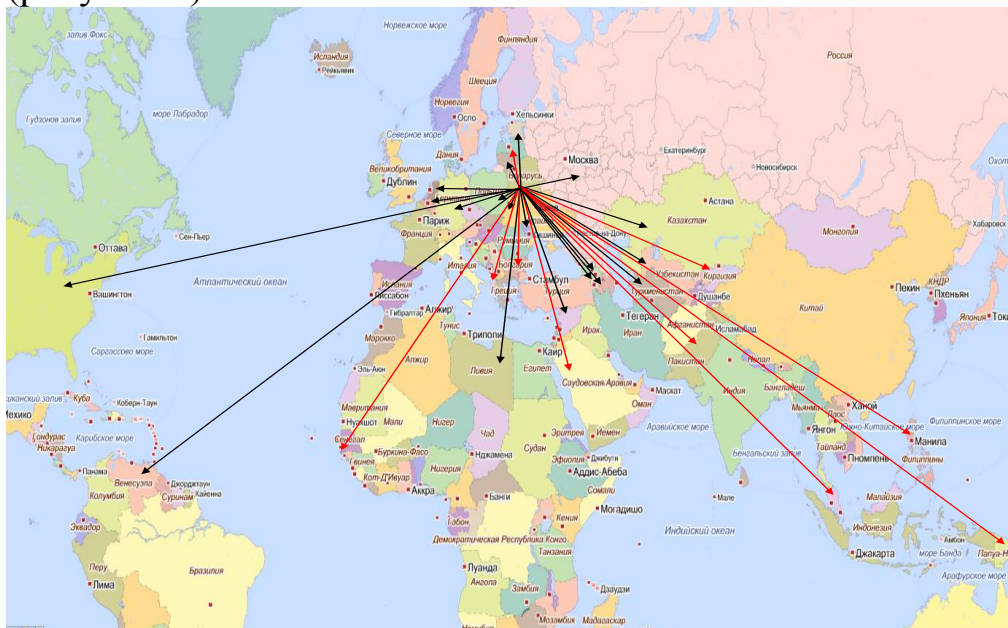 залив Фокс
Норвежское море
Финляндия
Россия
Исландия
Рейкьявик
Швеция
Норвегия
Гудзонов залив
море Лабрадор
Осло
Хельсинки
Северное море
Дания
Екатеринбург
Новосибирск
Москва
Великобритания
Беларусь
Дублин
Астана
Париж
Казахстан
Монголия
Хабаровск
Оттава
Сен-Пьер
Франция
Румыния
Италия
Болгария
Узбекистан
Киргизия
КНДР
Атлантический океан
Испания
Стамбул
Пекин
Вашингтон
Лиссабон
Греция
Турция
Туркменистан
Душанбе
Пхеньян
Гибралтар
Алжир
Тегеран
Китай
Япония
Токи
Гамильтон
Тунис
Триполи
Ирак
Афганистан
Исламабад
Марокко
Каир
Иран
Саргассово море
Эль-Аюн
Алжир
Ливия
Египет
Пакистан
Непал
Саудовская Аравия
Индия
Бангладеш
Маскат
Оман
Мьянма
Лаос
Ханой
Куба
Коберн-Таун
Мавритания
Мали
Мехико
Нуакшот
Нигер
Чад
Судан
Эритрея
Йемен
Аравийское море
Янгон
Южно-Китайское море
Филиппинское море
Гондурас
Карибское море
Сенегал
Таиланд
Манила
Никарагуа
Буркина-Фасо
Нджамена
Джибути
Бенгальский залив
Пномпень
Филиппины
Гвинея
Нигерия
Эфиопия
Аддис-Абеба
Панама
Венесуэла
Джорджтаун
Кот-Д'Ивуар
Сомали
Колумбия
Суринам
Кайенна
Аккра
Банги
Мале
Малайзия
Могадишо
Эквадор
Габон
Кения
Индийский океан
Индонезия
Демократическая Республика Конго
Амбон
Танзания
Джакарта
море Банда
Папуа-Н
Перу
Бразилия
Луанда
Арафурское море
Лима
Ангола
Замбия
Дзаудзи
Мозамбик
Мадагаскар